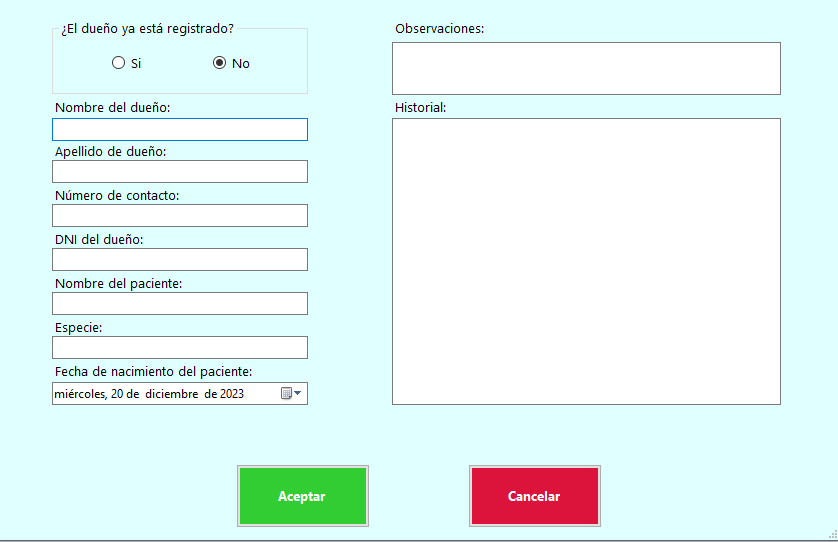 ¿El dueño ya está registrado?
Si
No
Nombre del dueño:
Apellido de dueño:
Número de contacto:
DNI del dueño:
Nombre del paciente:
Especie:
Fecha de nacimiento del paciente:
miércoles, 20 de diciembre de 2023
Observaciones:
Historial:
Aceptar
Cancelar